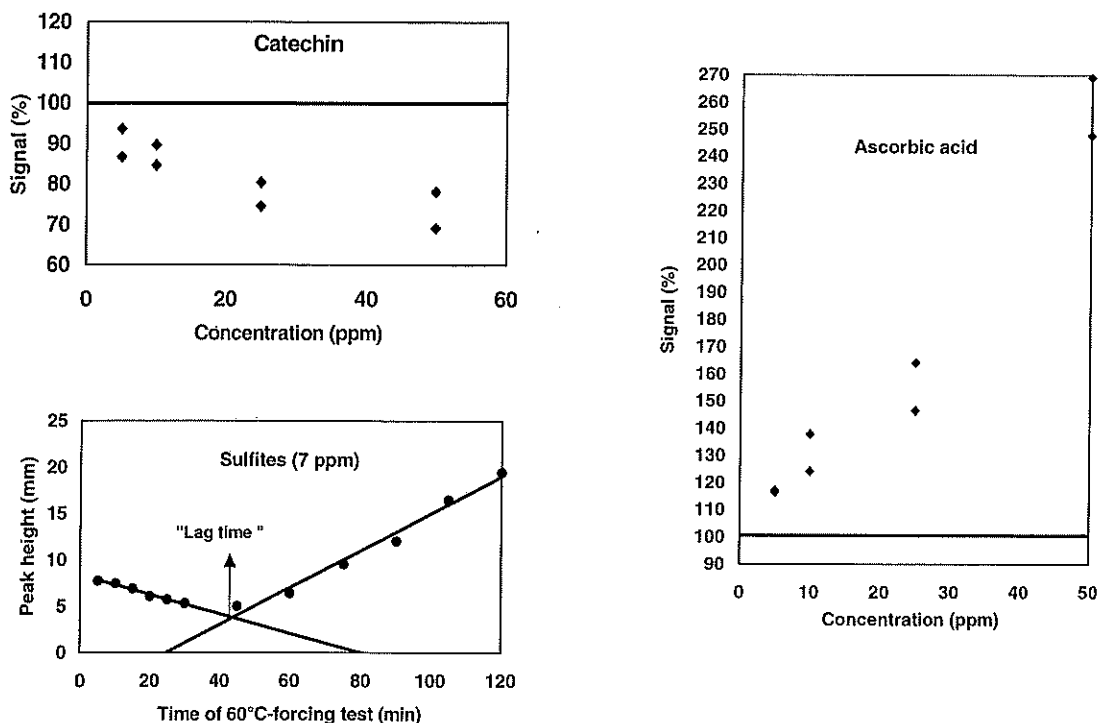 Catechin
Signal (%)
120
110
100
90
80
70
60
0 20 40 60
Concentration (ppm)
Sulfites (7 ppm)
"Lag time "
Peak height (mm)
25
20
15
10
5
0
0 20 40 60 80 100 120
Time of 60°C-forcing test (min)
Ascorbic acid
Signal (%)
270
260
250
240
230
220
210
200
190
180
170
160
150
140
130
120
110
100
90
0 10 20 30 40 50
Concentration (ppm)